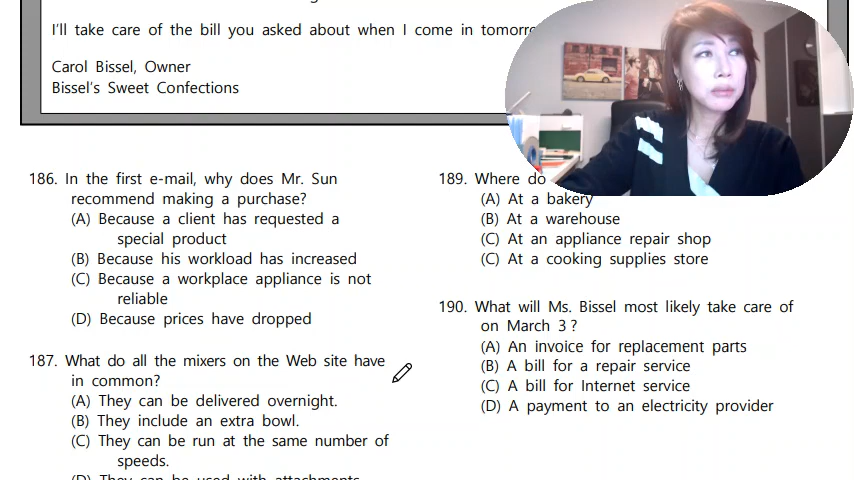 I'll take care of the bill you asked about when I come in
Carol Bissel, Owner
Bissel's Sweet Confections
186. In the first e-mail, why does Mr. Sun
recommend making a purchase?
(A) Because a client has requested a
special product
(B) Because his workload has increased
(C) Because a workplace appliance is not
reliable
(D) Because prices have dropped
187. What do all the mixers on the Web site have
in common?
(A) They can be delivered overnight.
(B) They include an extra bowl.
(C) They can be run at the same number of
speeds.
(D) They can be used with attachments
189. Where do
(A) At a bakery
(B) At a warehouse
(C) At an appliance repair shop
(C) At a cooking supplies store
190. What will Ms. Bissel most likely take care of
on March 3 ?
(A) An invoice for replacement parts
(B) A bill for a repair service
(C) A bill for Internet service
(D) A payment to an electricity provider